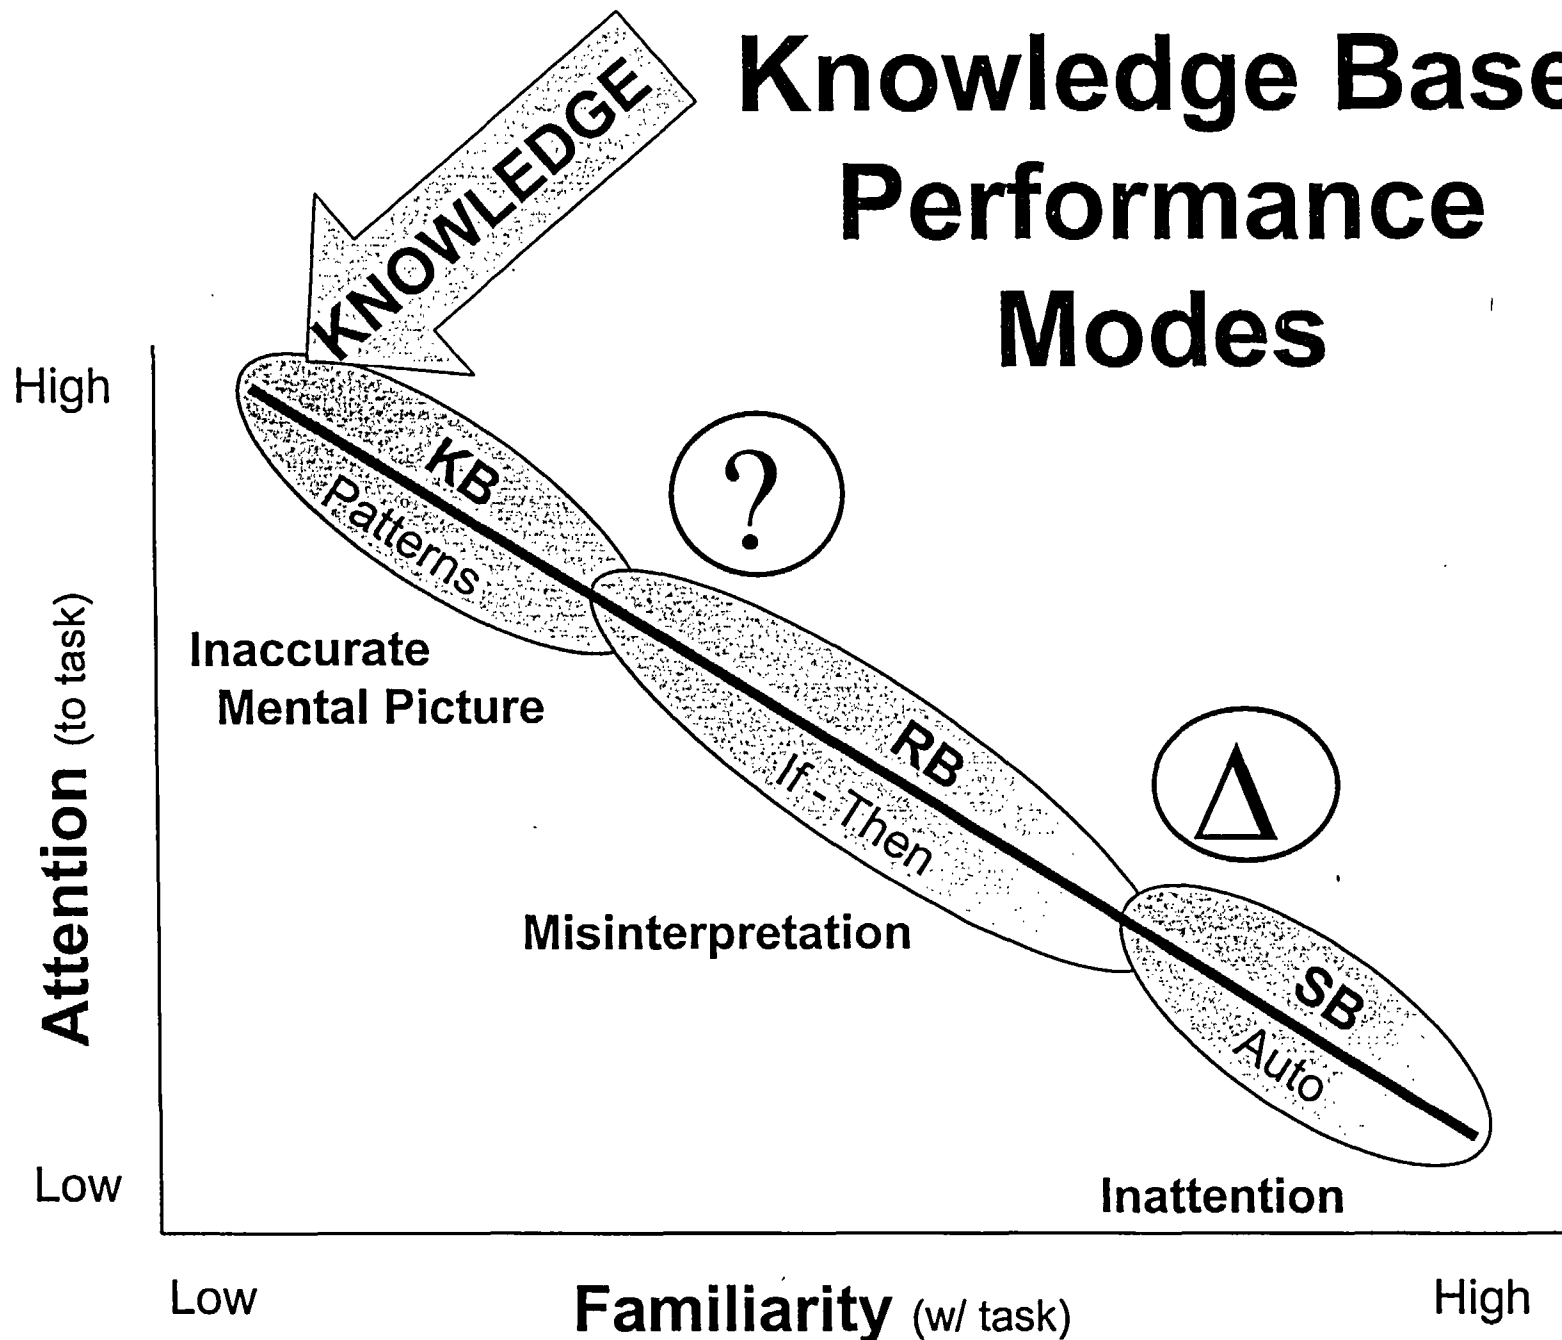 Knowledge Base
Performance
Modes
KNOWLEDGE
High
KB
Patterns
?
Inaccurate
Mental Picture
RB
If - Then
Δ
Misinterpretation
SB
Auto
Attention (to task)
Low
Inattention
Low
Familiarity (w/ task)
High